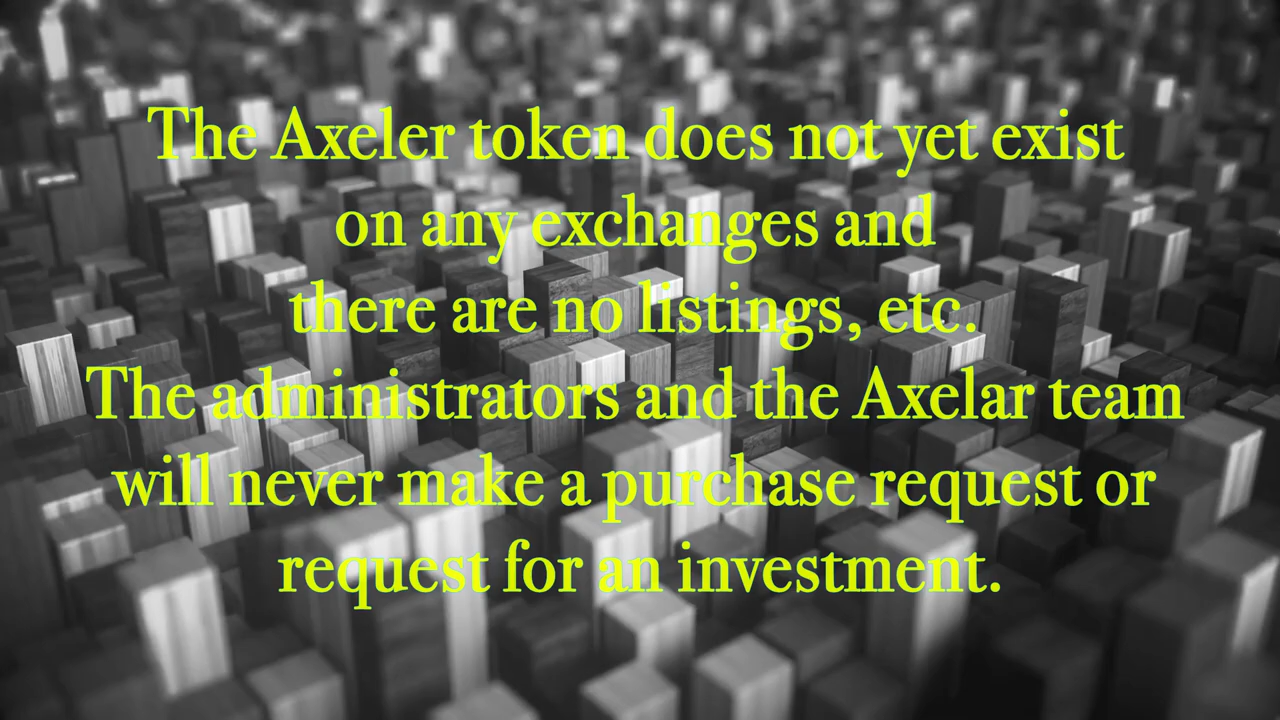 The Axeler token does not yet exist
on any exchanges and
there are no listings, etc.
The administrators and the Axelar team
will never make a purchase request or
request for an investment.